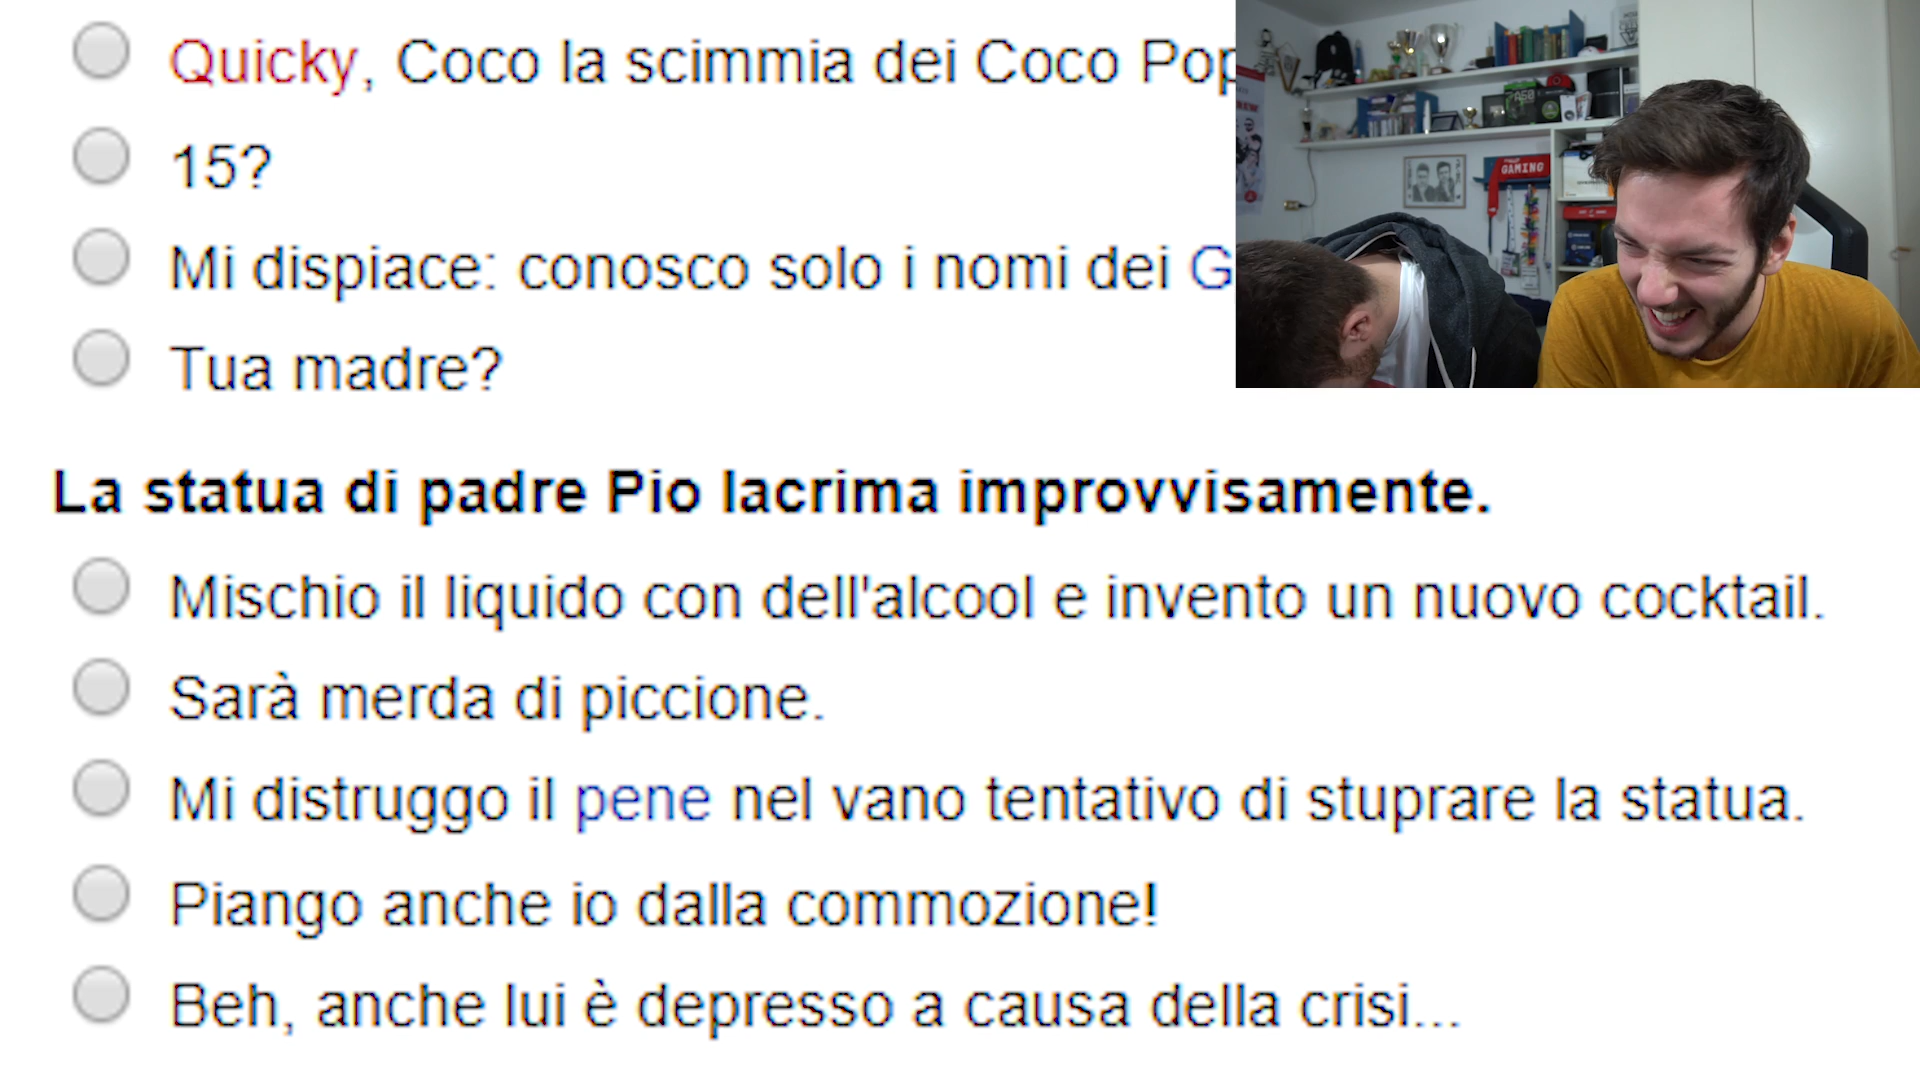 Quicky, Coco la scimmia dei Coco Pop
15?
Mi dispiace: conosco solo i nomi dei G
Tua madre?
GAMING
La statua di padre Pio lacrima improvvisamente.
Mischio il liquido con dell'alcool e invento un nuovo cocktail.
Sarà merda di piccione.
Mi distruggo il pene nel vano tentativo di stuprare la statua.
Piango anche io dalla commozione!
Beh, anche lui è depresso a causa della crisi...